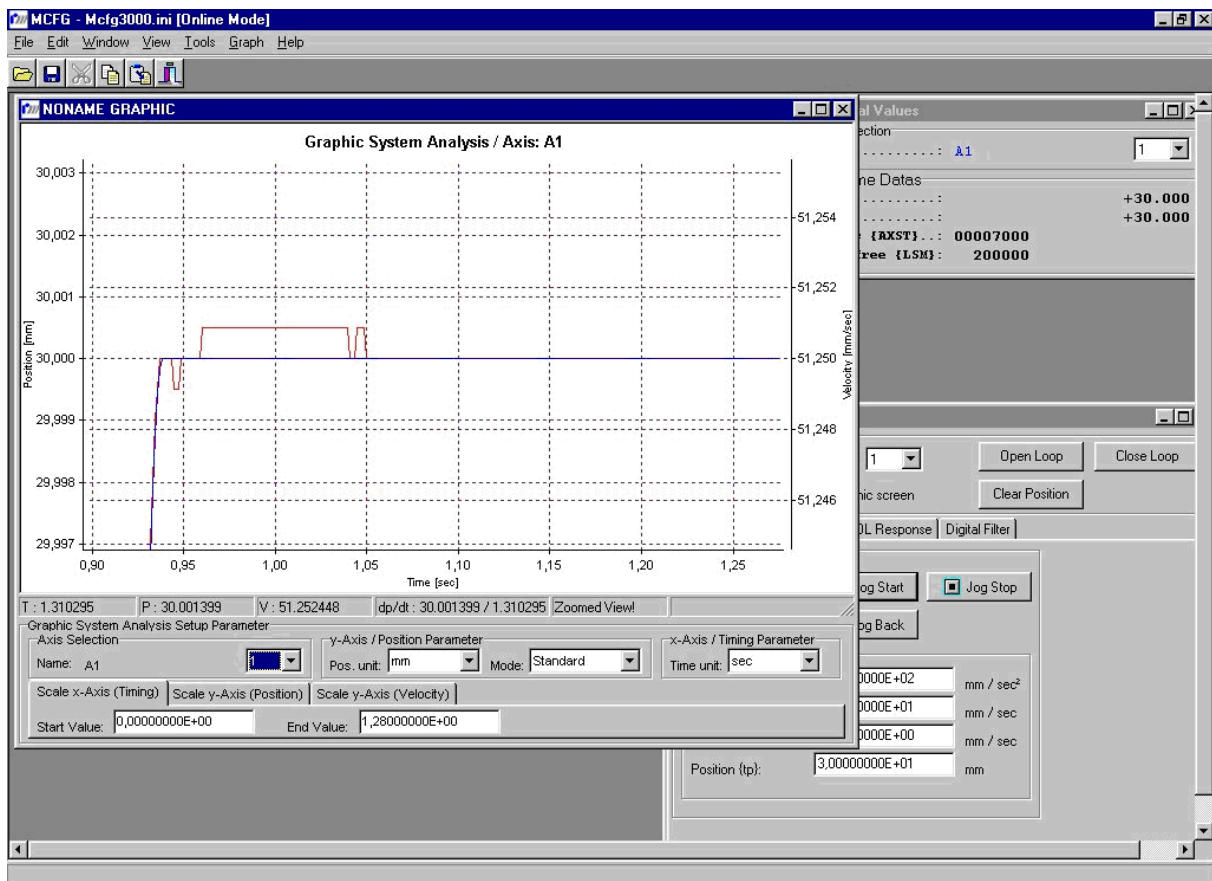 MCFG - Mcfg3000.ini [Online Mode]
File Edit Window View Tools Graph Help
NONAME GRAPHIC
Graphic System Analysis / Axis: A1
30,003
30,002
30,001
30,000
29,999
29,998
29,997
Position [mm]
51,254
51,252
51,250
51,248
51,246
Velocity [mm/sec]
0,90 0,95 1,00 1,05 1,10 1,15 1,20 1,25
Time [sec]
T : 1.310295 P : 30.001399 V : 51.252448 dp/dt : 30.001399 / 1.310295 Zoomed View!
Graphic System Analysis Setup Parameter
Axis Selection y-Axis / Position Parameter x-Axis / Timing Parameter
Name: A1 1 Pos. unit: mm Mode: Standard Time unit: sec
Scale x-Axis (Timing) Scale y-Axis (Position) Scale y-Axis (Velocity)
Start Value: 0,00000000E+00 End Value: 1,28000000E+00
al Values
ection
.........: A1 1
me Datas
.........: +30.000
.........: +30.000
{AXST}..: 00007000
ree {LSM}: 200000
1 Open Loop Close Loop
hic screen Clear Position
OL Response Digital Filter
og Start Jog Stop
og Back
0000E+02 mm / sec²
0000E+01 mm / sec
0000E+00 mm / sec
Position {tp}: 3,00000000E+01 mm